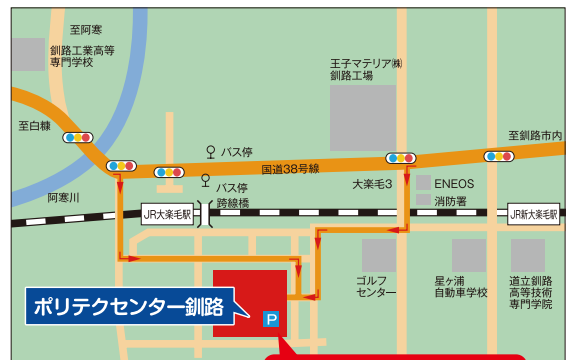 至阿寒
釧路工業高等
専門学校
王子マテリア㈱
釧路工場
至白糠
バス停
至釧路市内
国道38号線
バス停
大楽毛3
ENEOS
阿寒川
跨線橋
消防署
JR大楽毛駅
JR新大楽毛駅
ゴルフ
センター
星ヶ浦
自動車学校
道立釧路
高等技術
専門学院
ポリテクセンター釧路
P